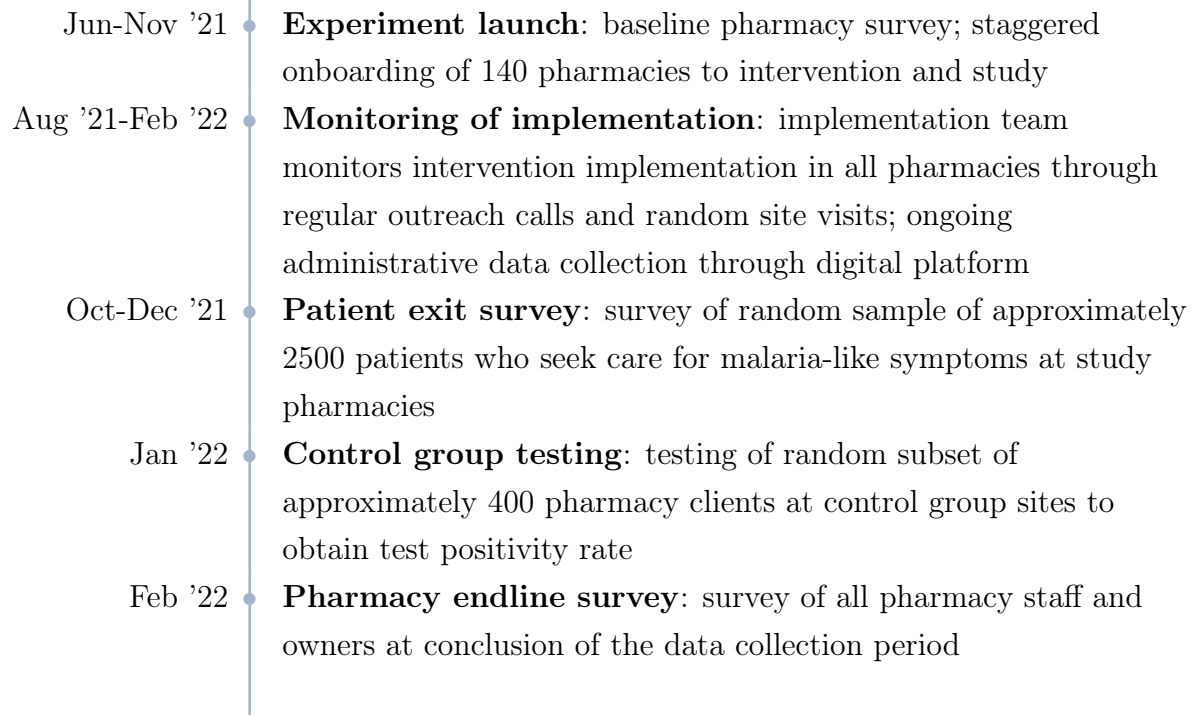 Jun-Nov ’21 Experiment launch: baseline pharmacy survey; staggered
onboarding of 140 pharmacies to intervention and study
Aug ’21-Feb ’22 Monitoring of implementation: implementation team
monitors intervention implementation in all pharmacies through
regular outreach calls and random site visits; ongoing
administrative data collection through digital platform
Oct-Dec ’21 Patient exit survey: survey of random sample of approximately
2500 patients who seek care for malaria-like symptoms at study
pharmacies
Jan ’22 Control group testing: testing of random subset of
approximately 400 pharmacy clients at control group sites to
obtain test positivity rate
Feb ’22 Pharmacy endline survey: survey of all pharmacy staff and
owners at conclusion of the data collection period